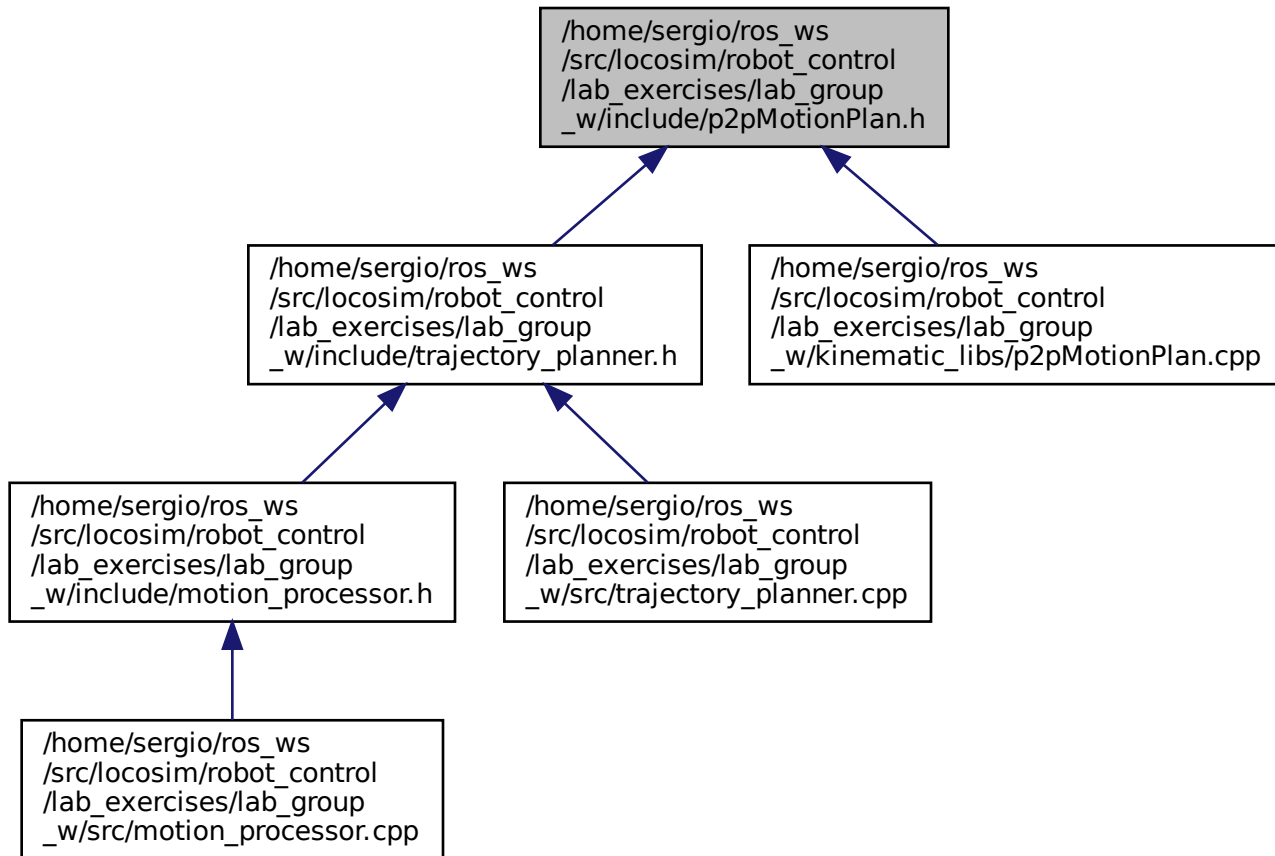 /home/sergio/ros_ws
/src/locosim/robot_control
/lab_exercises/lab_group
_w/include/p2pMotionPlan.h
/home/sergio/ros_ws
/src/locosim/robot_control
/lab_exercises/lab_group
_w/include/trajectory_planner.h
/home/sergio/ros_ws
/src/locosim/robot_control
/lab_exercises/lab_group
_w/kinematic_libs/p2pMotionPlan.cpp
/home/sergio/ros_ws
/src/locosim/robot_control
/lab_exercises/lab_group
_w/include/motion_processor.h
/home/sergio/ros_ws
/src/locosim/robot_control
/lab_exercises/lab_group
_w/src/trajectory_planner.cpp
/home/sergio/ros_ws
/src/locosim/robot_control
/lab_exercises/lab_group
_w/src/motion_processor.cpp